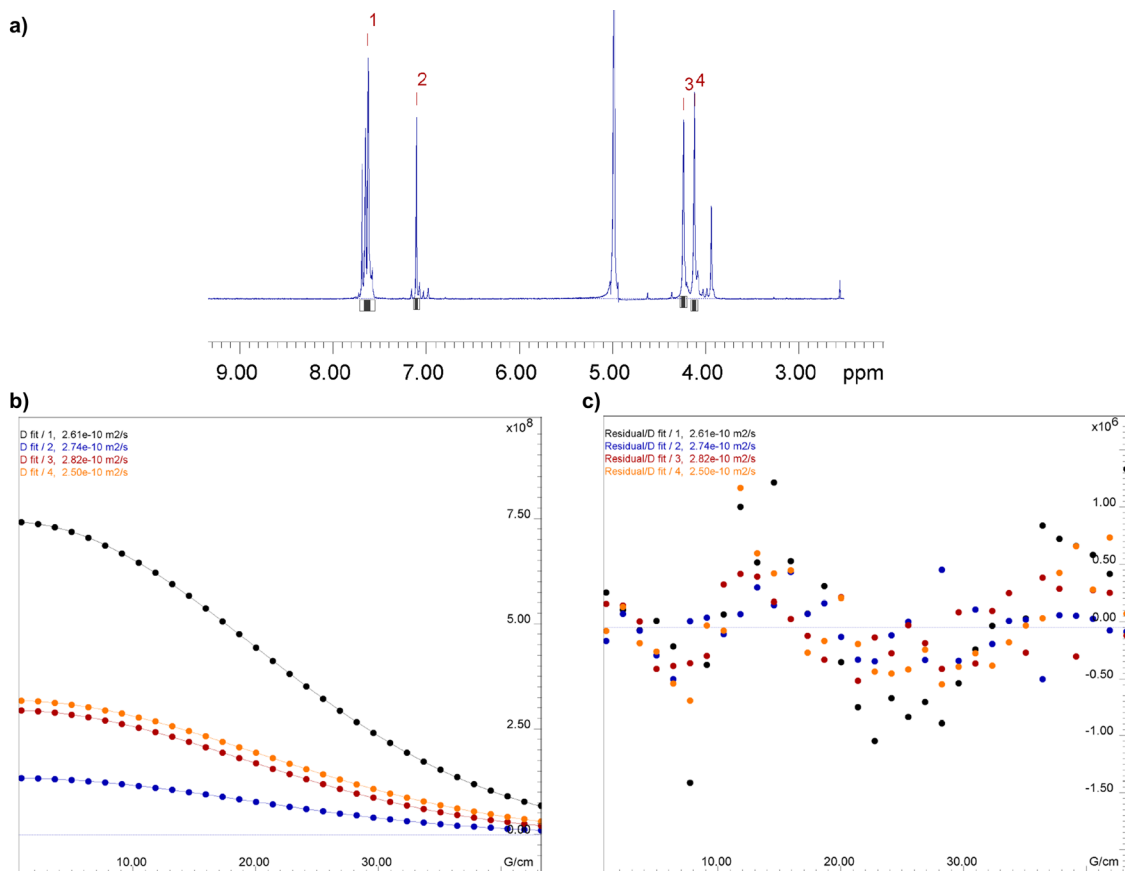 a)
1
2
3 4
9.00 8.00 7.00 6.00 5.00 4.00 3.00 ppm
b)
x10⁸
D fit / 1, 2.61e-10 m2/s
D fit / 2, 2.74e-10 m2/s
D fit / 3, 2.82e-10 m2/s
D fit / 4, 2.50e-10 m2/s
7.50
5.00
2.50
0.00
10.00 20.00 30.00 G/cm
c)
x10⁶
Residual/D fit / 1, 2.61e-10 m2/s
Residual/D fit / 2, 2.74e-10 m2/s
Residual/D fit / 3, 2.82e-10 m2/s
Residual/D fit / 4, 2.50e-10 m2/s
1.00
0.50
0.00
-0.50
-1.00
-1.50
10.00 20.00 30.00 G/cm